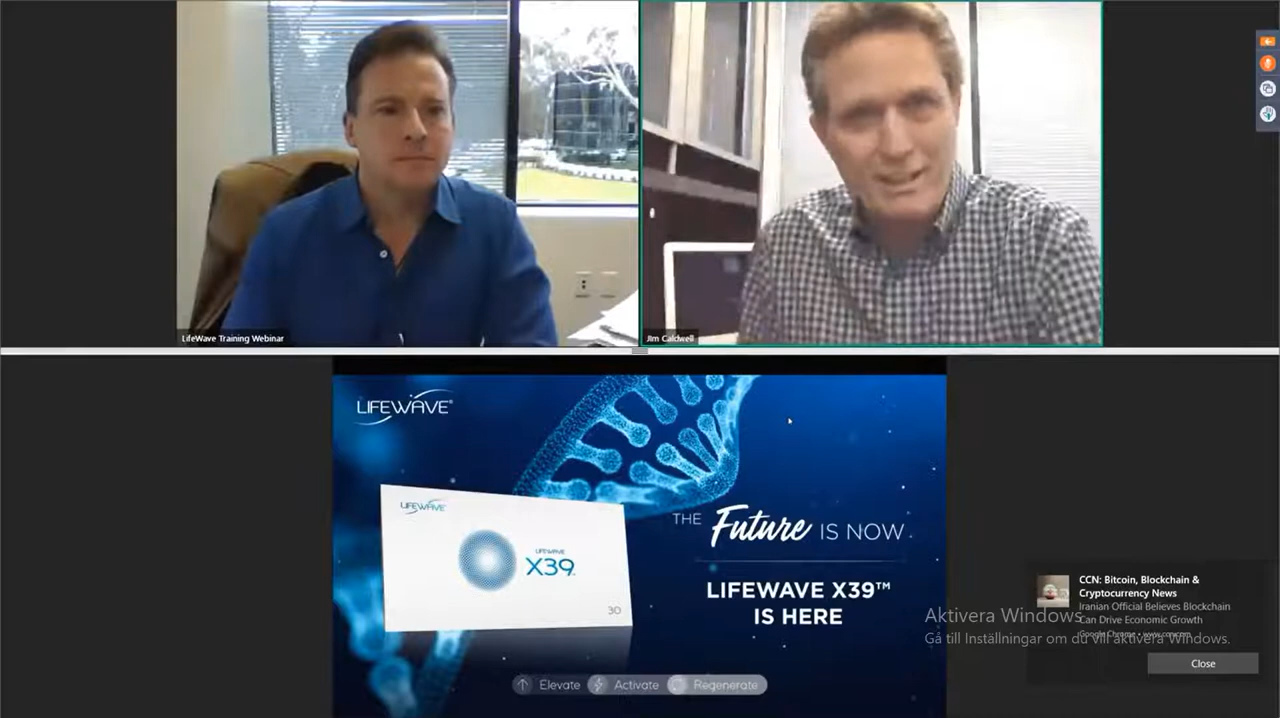 LifeWave Training Webinar
Jim Caldwell
LIFEWAVE®
LIFEWAVE
LIFEWAVE
X39
30
THE Future IS NOW
LIFEWAVE X39™
IS HERE
Elevate Activate Regenerate
CCN: Bitcoin, Blockchain &
Cryptocurrency News
Iranian Official Believes Blockchain
Can Drive Economic Growth
Google Chrome •
Close
Aktivera Windows
Gå till Inställningar om du vill aktivera Windows.